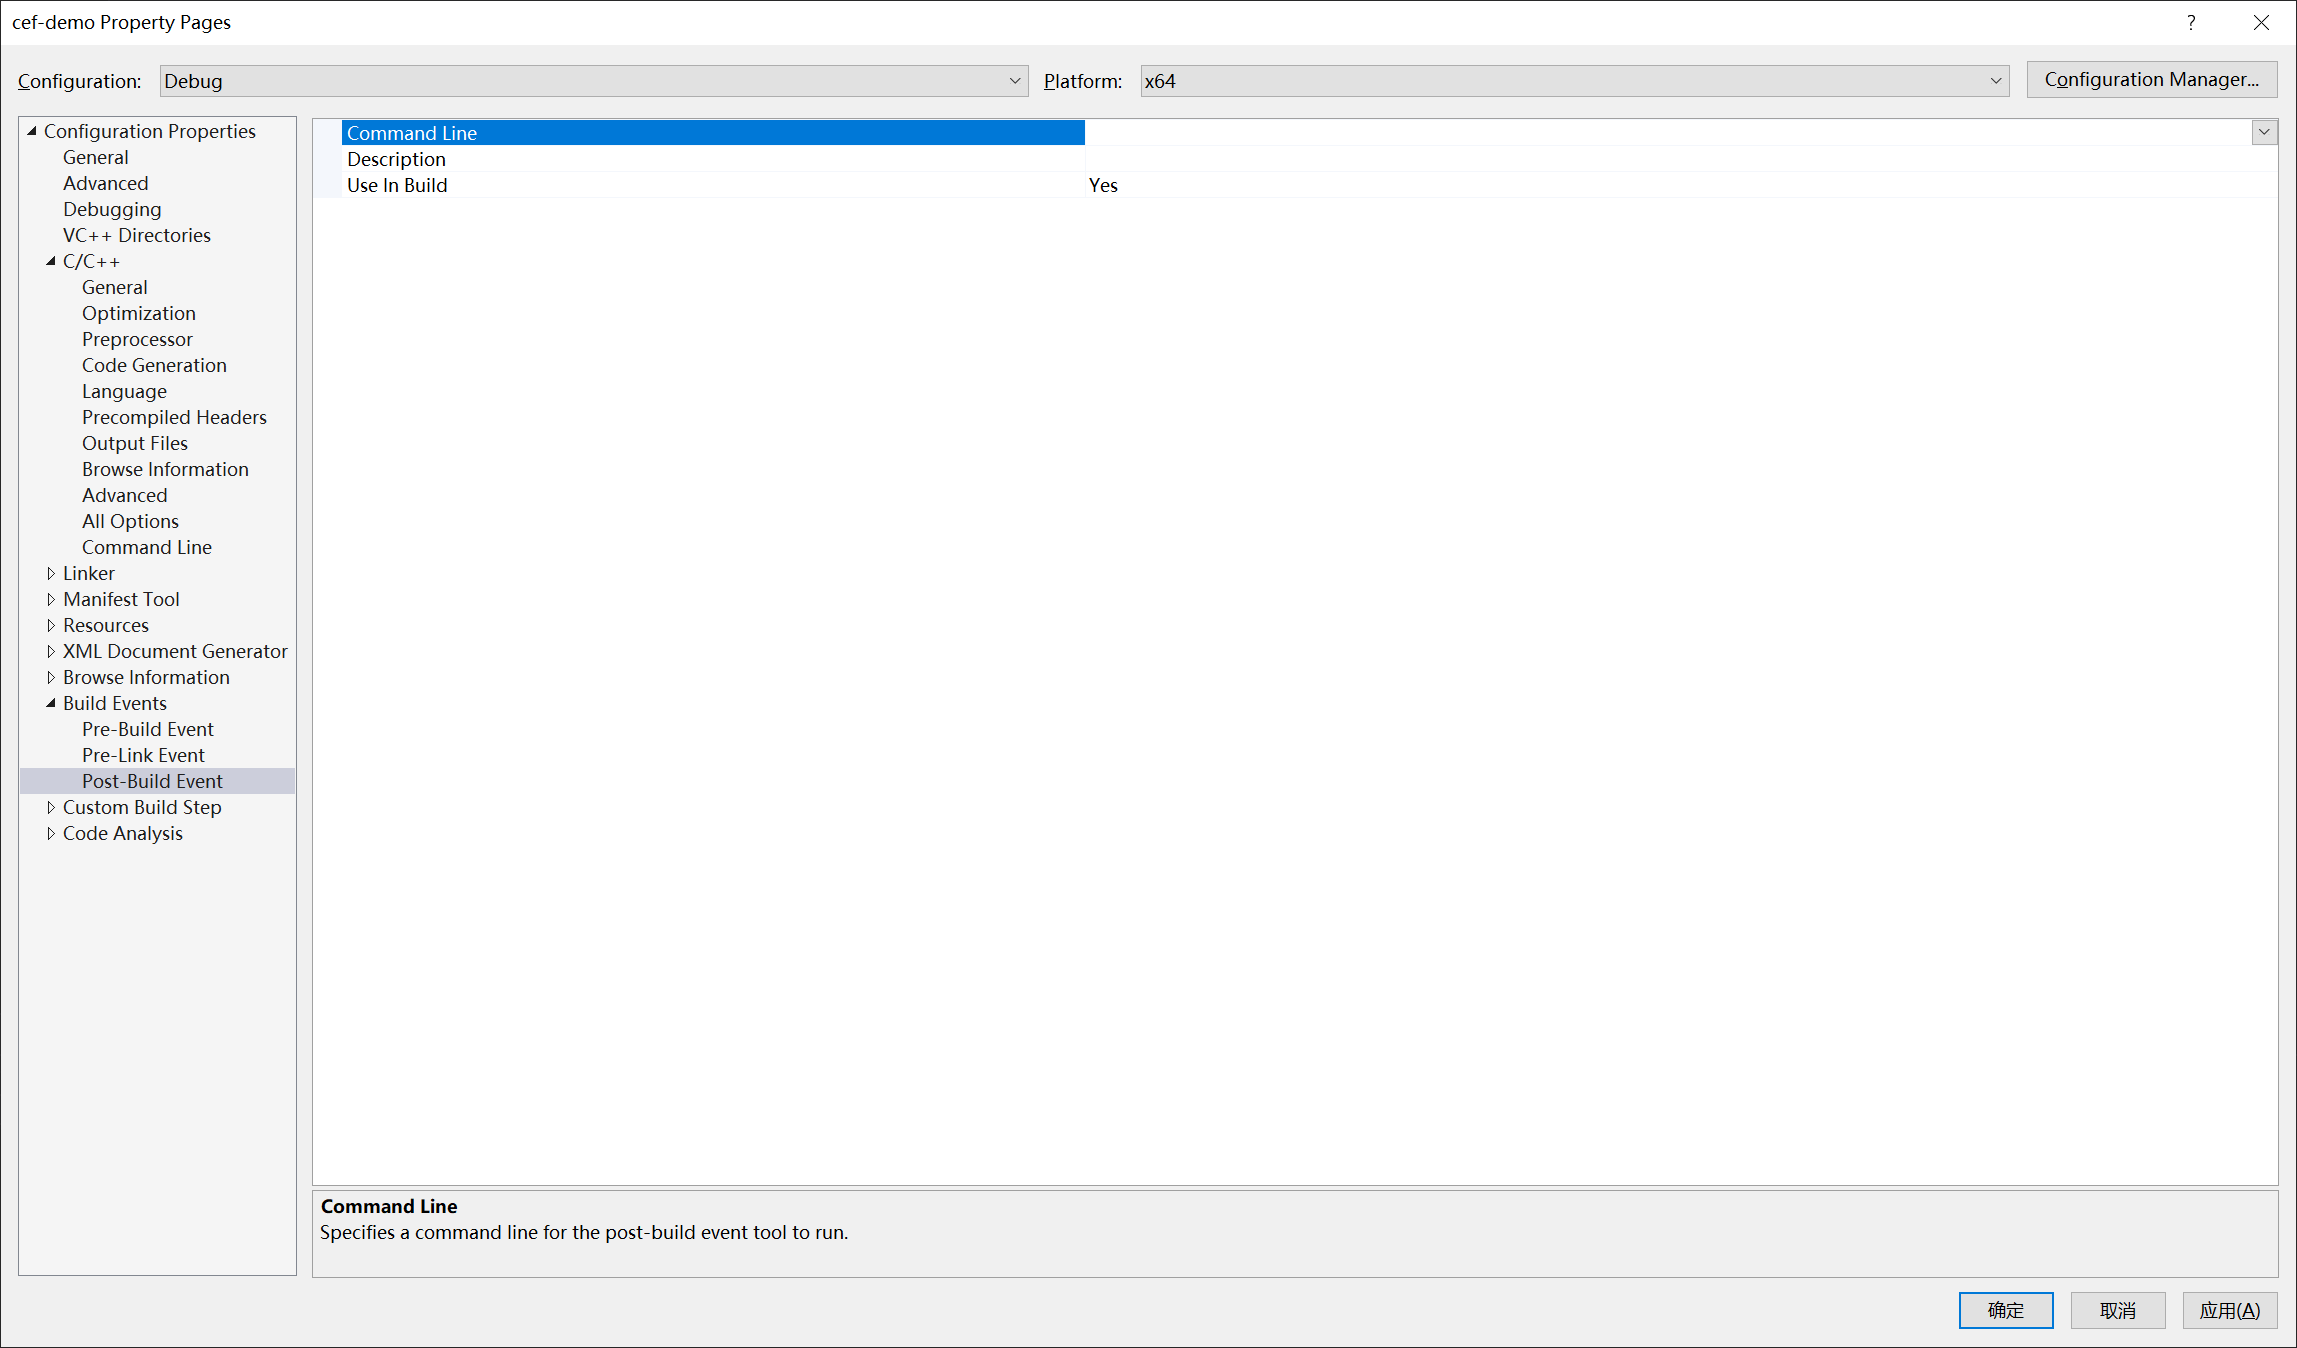 cef-demo Property Pages
?
Configuration: Debug Platform: x64 Configuration Manager...
Configuration Properties
General
Advanced
Debugging
VC++ Directories
C/C++
General
Optimization
Preprocessor
Code Generation
Language
Precompiled Headers
Output Files
Browse Information
Advanced
All Options
Command Line
Linker
Manifest Tool
Resources
XML Document Generator
Browse Information
Build Events
Pre-Build Event
Pre-Link Event
Post-Build Event
Custom Build Step
Code Analysis
Command Line
Description
Use In Build Yes
Command Line
Specifies a command line for the post-build event tool to run.
确定 取消 应用(A)